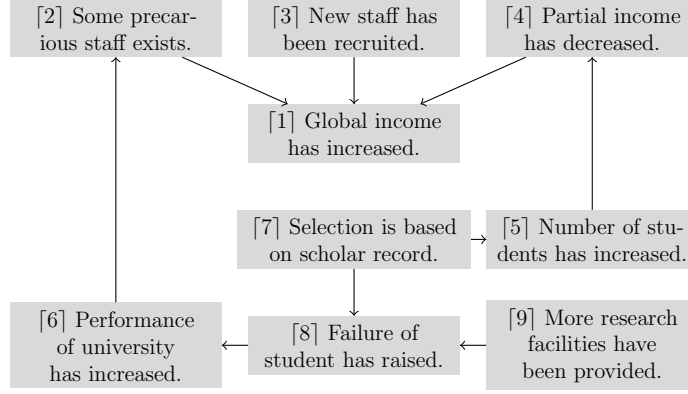 ⌈2⌉ Some precar-
ious staff exists.
⌈3⌉ New staff has
been recruited.
⌈4⌉ Partial income
has decreased.
⌈1⌉ Global income
has increased.
⌈7⌉ Selection is based
on scholar record.
⌈5⌉ Number of stu-
dents has increased.
⌈6⌉ Performance
of university
has increased.
⌈8⌉ Failure of
student has raised.
⌈9⌉ More research
facilities have
been provided.